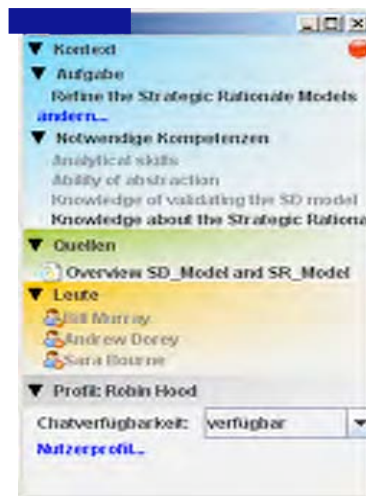 Kontext
Aufgabe
Refine the Strategic Rationale Models
ändern...
Notwendige Kompetenzen
Analytical skills
Ability of abstraction
Knowledge of validating the SD model
Knowledge about the Strategic Rationa
Quellen
Overview SD_Model and SR_Model
Leute
Bill Murray
Andrew Dorey
Sara Bourne
Profil: Robin Hood
Chatverfügbarkeit: verfügbar
Nutzerprofil...